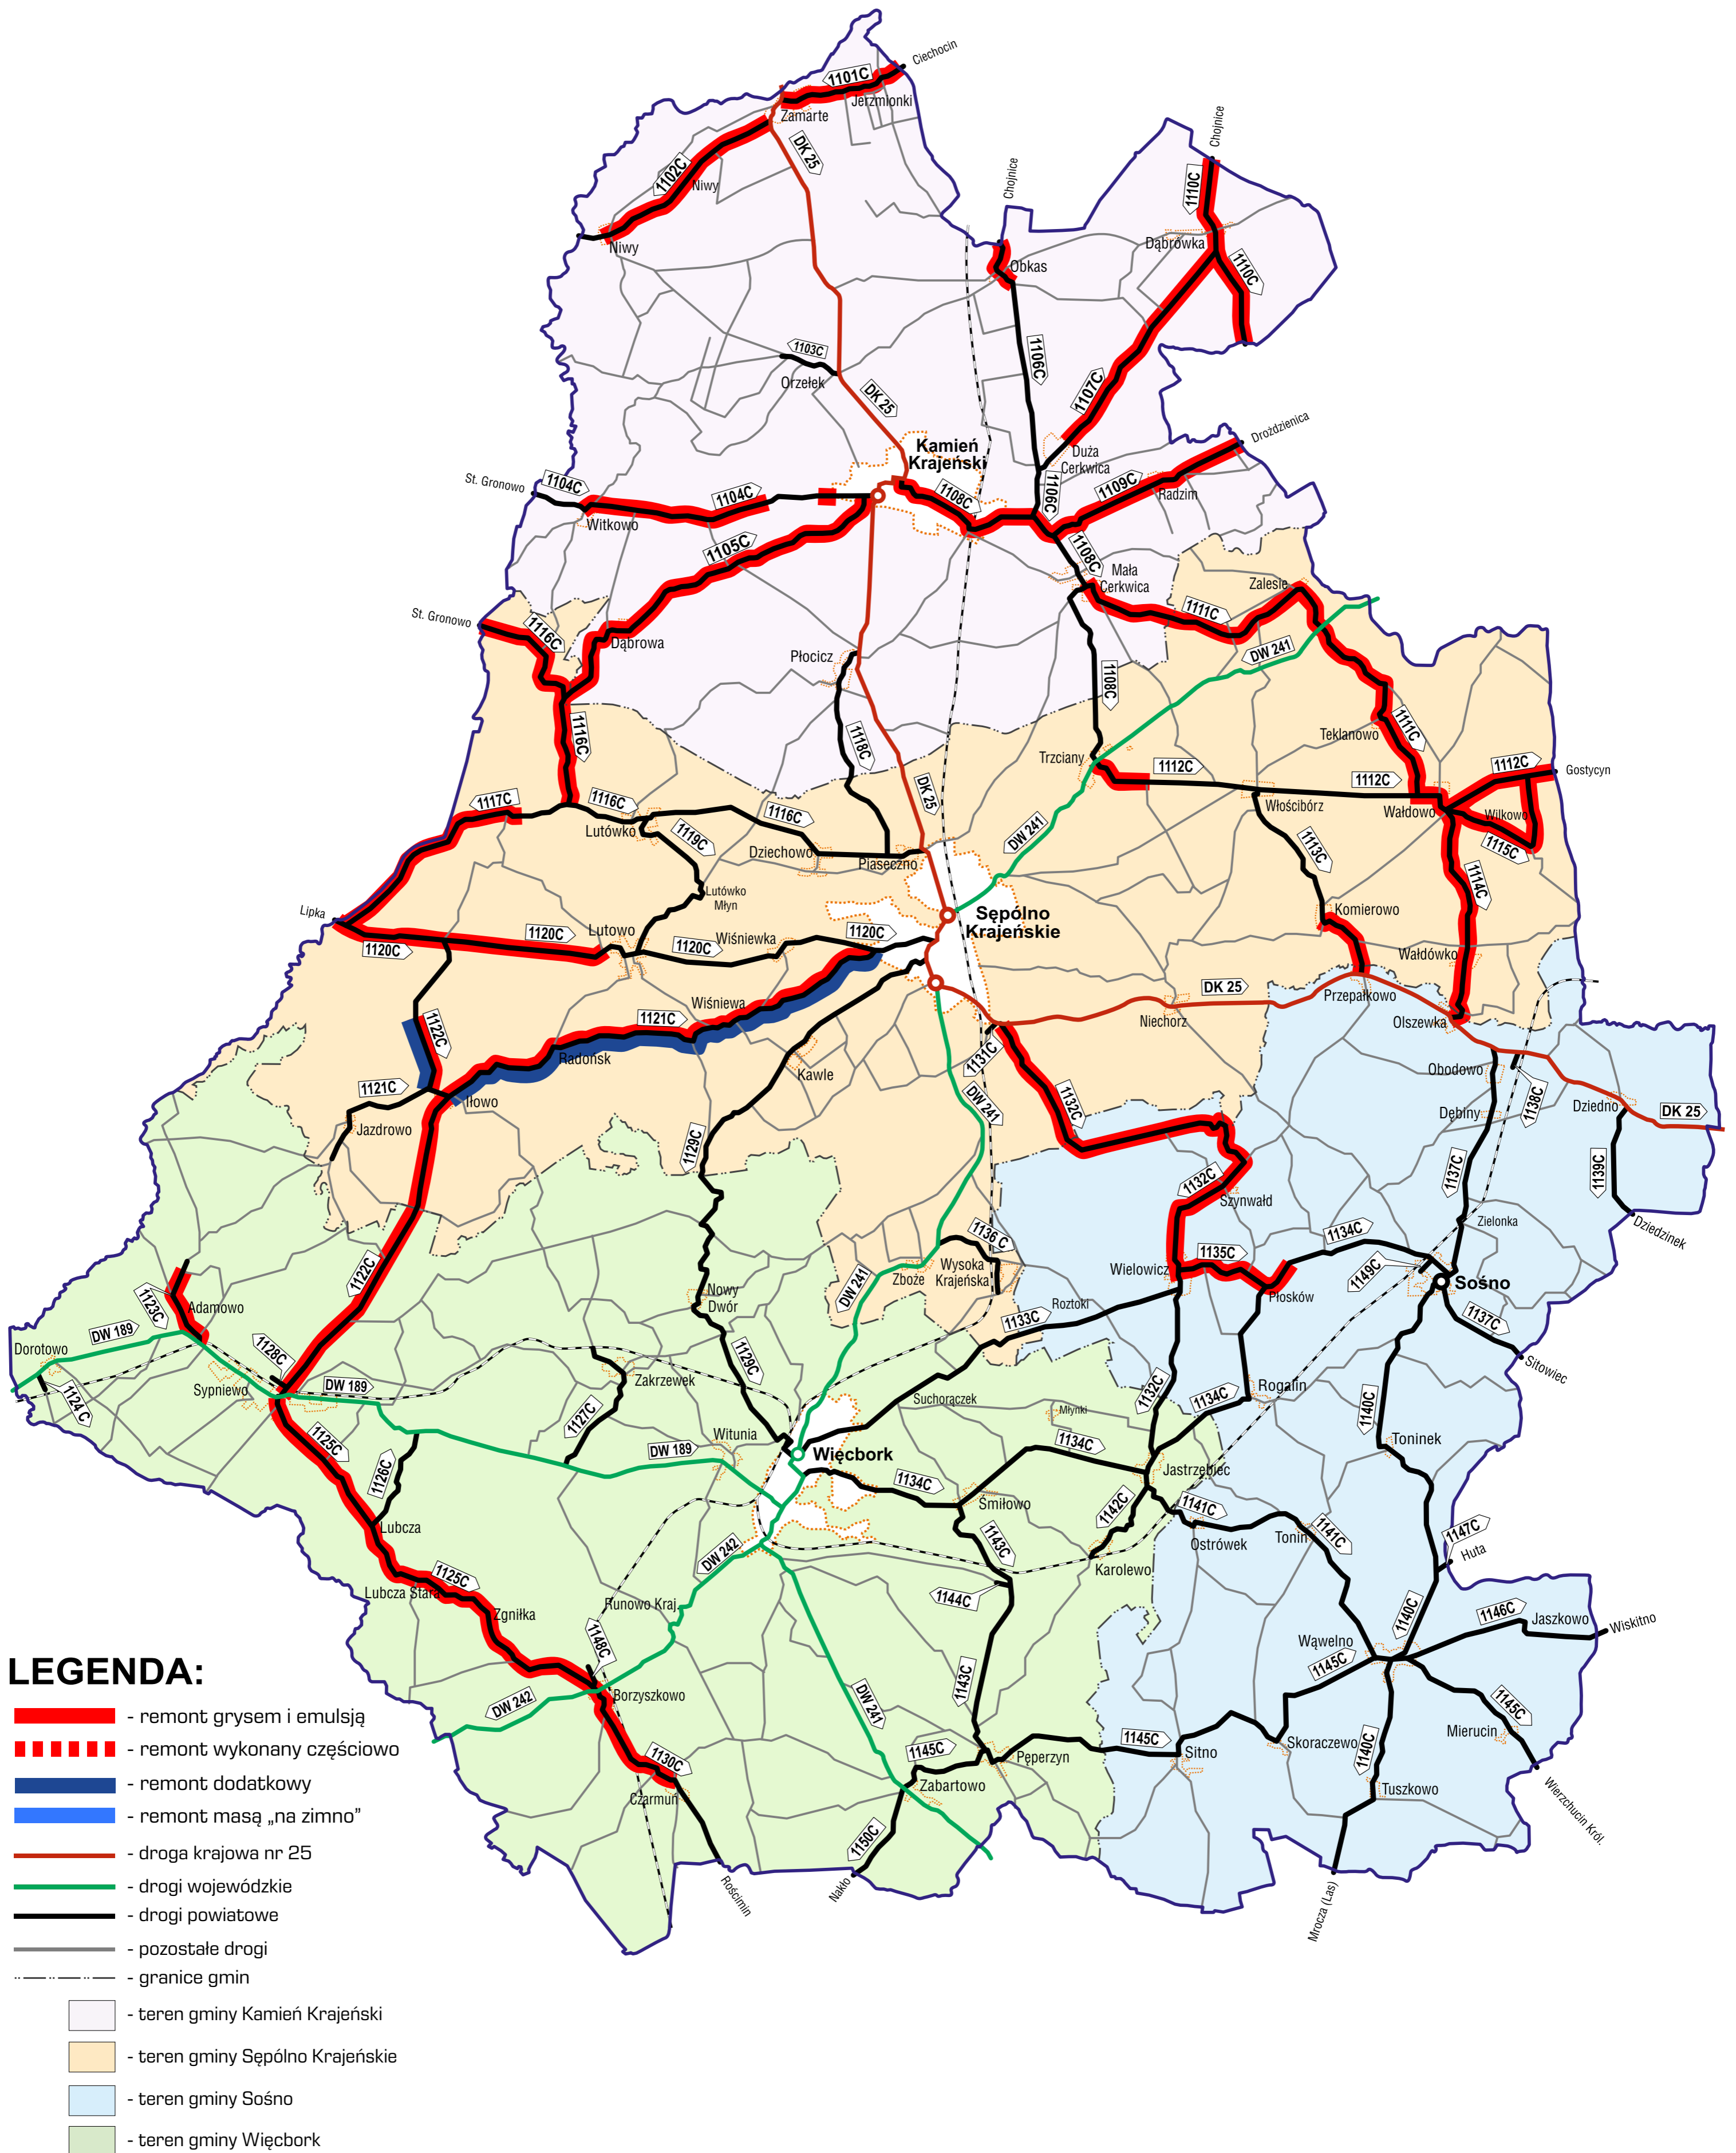 Ciechocin
1101C
Jerzmionki
Zamarte
DK 25
1102C
Niwy
Niwy
Chojnice
Chojnice
1110C
Dąbrówka
1110C
Obkas
1106C
1103C
Orzełek
DK 25
1107C
Kamień
Krajeński
Duża
Cerkwica
Drożdzienica
St. Gronowo
1104C
1104C
Witkowo
1108C
1106C
1109C
Radzim
1105C
1108C
Mała
Cerkwica
Zalesie
St. Gronowo
1116C
Dąbrowa
1111C
DW 241
Płocicz
1108C
1116C
1118C
Teklanowo
1111C
Trzciany
1112C
1112C
1112C
Gostycyn
DK 25
Włościbórz
Wałdowo
Wilkowo
1117C
1116C
Lutówko
1116C
1119C
Dziechowo
Piaseczno
DW 241
1113C
1115C
1114C
Lutówko
Młyn
Lipka
Sępólno
Krajeńskie
Komierowo
1120C
1120C
Lutowo
1120C
Wiśniewka
1120C
Wałdówko
Wiśniewa
DK 25
Przepałkowo
Niechorz
Olszewka
1122C
1121C
Radońsk
1131C
Kawle
Obodowo
1138C
1121C
Iłowo
DW 241
1132C
Dębiny
Dziedno
DK 25
Jazdrowo
1129C
1137C
1139C
1132C
Szynwałd
Zielonka
Dziedzinek
1136 C
1134C
1122C
Zboże
Wysoka
Krajeńska
Wielowicz
1135C
1149C
Sośno
1123C
Adamowo
DW 241
Nowy
Dwór
Roztoki
Płosków
1133C
1137C
DW 189
Dorotowo
1128C
1129C
Sitowiec
Sypniewo
DW 189
Zakrzewek
1124 C
Suchorączek
Rogalin
1132C
1134C
1140C
Młynki
1127C
Witunia
1125C
DW 189
Więcbork
1134C
Toninek
1126C
1134C
Jastrzębiec
Śmiłowo
1142C
1141C
Lubcza
1143C
Ostrówek
Tonin
1141C
1147C
Huta
DW 242
Karolewo
1125C
Lubcza Stara
1144C
Zgniłka
Runowo Kraj.
1140C
1146C
Jaszkowo
Wiskitno
1148C
Wąwelno
1145C
LEGENDA:
1143C
Borzyszkowo
DW 242
DW 241
1145C
- remont grysem i emulsją
Mierucin
- remont wykonany częściowo
1130C
1145C
Pęperzyn
1145C
Sitno
Skoraczewo
1140C
- remont dodatkowy
Czarmuń
Zabartowo
Tuszkowo
Wierzchucin Król.
- remont masą „na zimno”
1150C
- droga krajowa nr 25
Rościmin
Nakło
- drogi wojewódzkie
Mrocza (Las)
- drogi powiatowe
- pozostałe drogi
- granice gmin
- teren gminy Kamień Krajeński
- teren gminy Sępólno Krajeńskie
- teren gminy Sośno
- teren gminy Więcbork